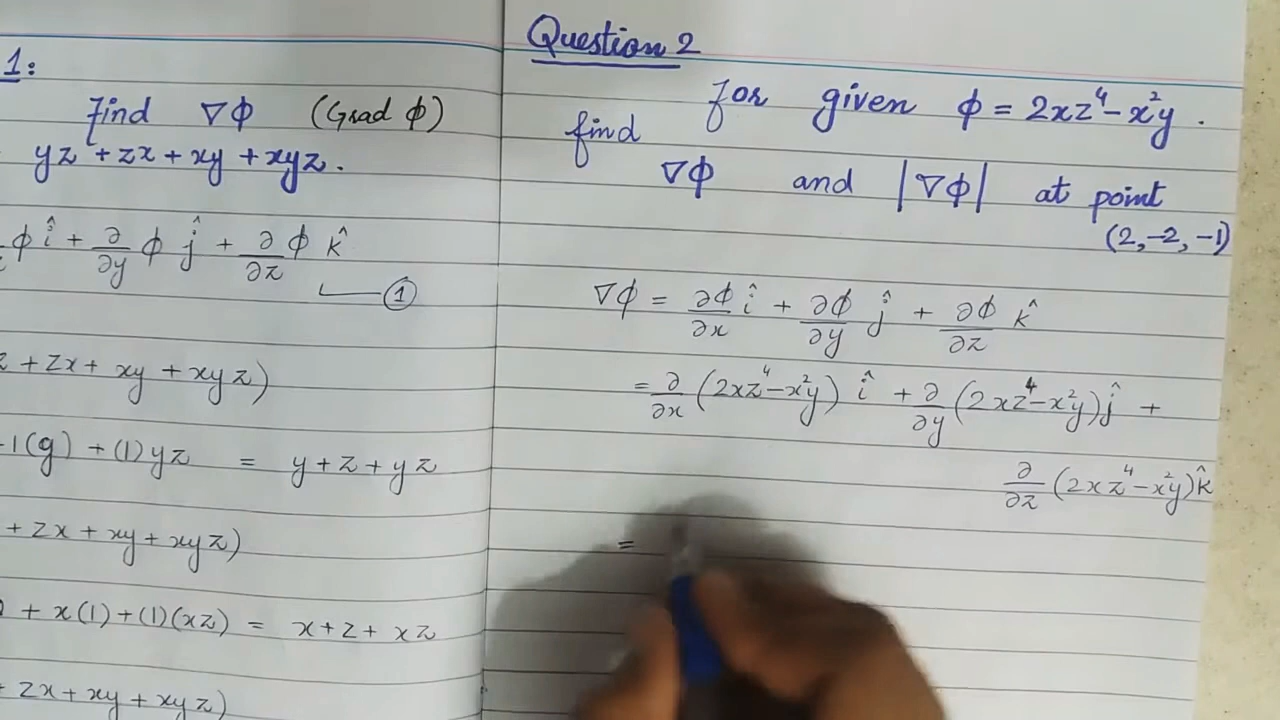 1:
Find ∇ϕ (Grad ϕ)
yz + zx + xy + xyz.
ϕ î + ∂/∂y ϕ ĵ + ∂/∂z ϕ k̂
①
+ zx + xy + xyz)
1(y) + (1) yz = y + z + yz
+ zx + xy + xyz)
+ x(1) + (1)(xz) = x + z + xz
zx + xy + xyz)
Question 2
For given ϕ = 2xz⁴ - x²y .
find
∇ϕ and |∇ϕ| at point
(2, -2, -1)
∇ϕ = ∂ϕ/∂x î + ∂ϕ/∂y ĵ + ∂ϕ/∂z k̂
= ∂/∂x (2xz⁴ - x²y) î + ∂/∂y (2xz⁴ - x²y) ĵ +
∂/∂z (2xz⁴ - x²y) k̂
=